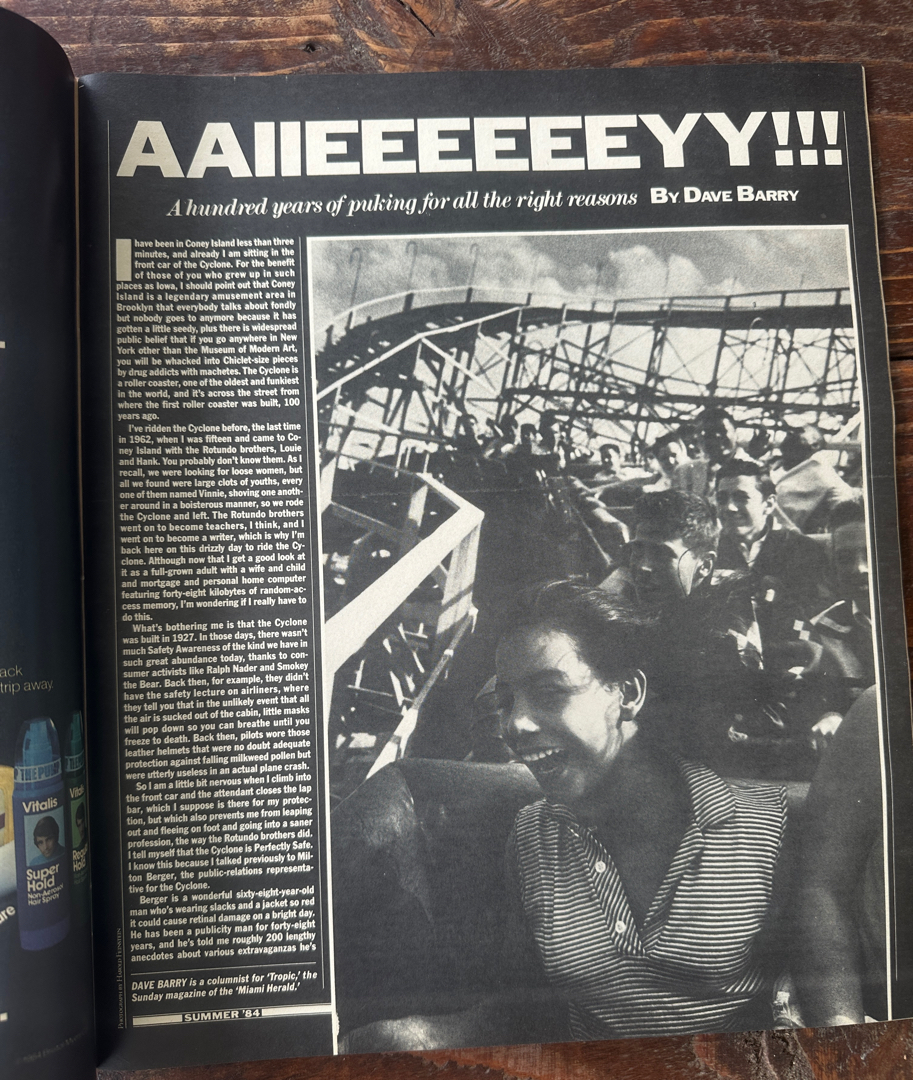 AAIIEEEEEEEYY!!!
A hundred years of puking for all the right reasons BY DAVE BARRY
I have been in Coney Island less than three
minutes, and already I am sitting in the
front car of the Cyclone. For the benefit
of those of you who grew up in such
places as Iowa, I should point out that Coney
Island is a legendary amusement area in
Brooklyn that everybody talks about fondly
but nobody goes to anymore because it has
gotten a little seedy, plus there is widespread
public belief that if you go anywhere in New
York other than the Museum of Modern Art,
you will be whacked into Chiclet-size pieces
by drug addicts with machetes. The Cyclone is
a roller coaster, one of the oldest and funkiest
in the world, and it's across the street from
where the first roller coaster was built, 100
years ago.
I've ridden the Cyclone before, the last time
in 1962, when I was fifteen and came to Co-
ney Island with the Rotundo brothers, Louie
and Hank. You probably don't know them. As I
recall, we were looking for loose women, but
all we found were large clots of youths, every
one of them named Vinnie, shoving one anoth-
er around in a boisterous manner, so we rode
the Cyclone and left. The Rotundo brothers
went on to become teachers, I think, and I
went on to become a writer, which is why I'm
back here on this drizzly day to ride the Cy-
clone. Although now that I get a good look at
it as a full-grown adult with a wife and child
and mortgage and personal home computer
featuring forty-eight kilobytes of random-ac-
cess memory, I'm wondering if I really have to
do this.
What's bothering me is that the Cyclone
was built in 1927. In those days, there wasn't
much Safety Awareness of the kind we have in
such great abundance today, thanks to con-
sumer activists like Ralph Nader and Smokey
the Bear. Back then, for example, they didn't
have the safety lecture on airliners, where
they tell you that in the unlikely event that all
the air is sucked out of the cabin, little masks
will pop down so you can breathe until you
freeze to death. Back then, pilots wore those
leather helmets that were no doubt adequate
protection against falling milkweed pollen but
were utterly useless in an actual plane crash.
So I am a little bit nervous when I climb into
the front car and the attendant closes the lap
bar, which I suppose is there for my protec-
tion, but which also prevents me from leaping
out and fleeing on foot and going into a saner
profession, the way the Rotundo brothers did.
I tell myself that the Cyclone is Perfectly Safe.
I know this because I talked previously to Mil-
ton Berger, the public-relations representa-
tive for the Cyclone.
Berger is a wonderful sixty-eight-year-old
man who's wearing slacks and a jacket so red
it could cause retinal damage on a bright day.
He has been a publicity man for forty-eight
years, and he's told me roughly 200 lengthy
anecdotes about various extravaganzas he's
DAVE BARRY is a columnist for 'Tropic,' the
Sunday magazine of the 'Miami Herald.'
SUMMER '84
PHOTOGRAPH BY HAROLD FEINSTEIN
ack
trip away.
THE PUMP
Vitalis
Super
Hold
Non-Aerosol
Hair Spray